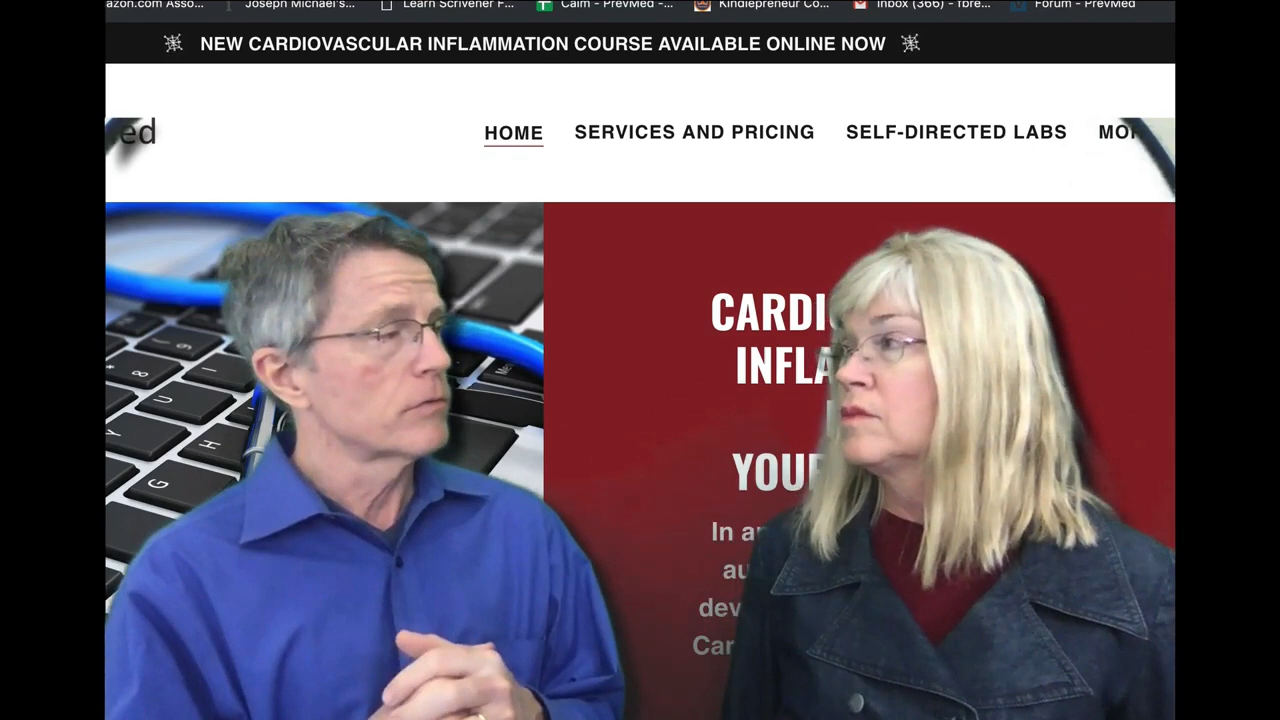 azon.com Asso...
Joseph Michael's...
Learn Scrivener F...
Calm - PrevMed -...
Kindlepreneur Co...
Inbox (366) - fbre...
Forum - PrevMed
NEW CARDIOVASCULAR INFLAMMATION COURSE AVAILABLE ONLINE NOW
ed
HOME
SERVICES AND PRICING
SELF-DIRECTED LABS
MO
CARDI
INFLA
YOUR
In a
au
dev
Car